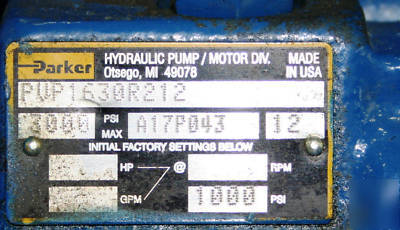 Parker
HYDRAULIC PUMP / MOTOR DIV.
Otsego, MI 49078
MADE IN USA
PVP1630R212
3000 PSI MAX A17P043 12
INITIAL FACTORY SETTINGS BELOW
HP @ RPM
GPM 1000 PSI